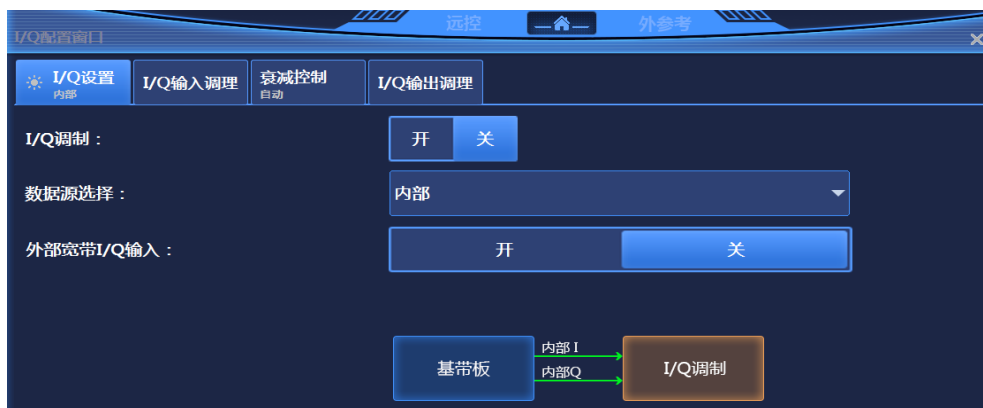 远控
外参考
I/Q配置窗口
I/Q设置
内部
I/Q输入调理
衰减控制
自动
I/Q输出调理
I/Q调制：
开
关
数据源选择：
内部
外部宽带I/Q输入：
开
关
基带板
内部 I
内部Q
I/Q调制